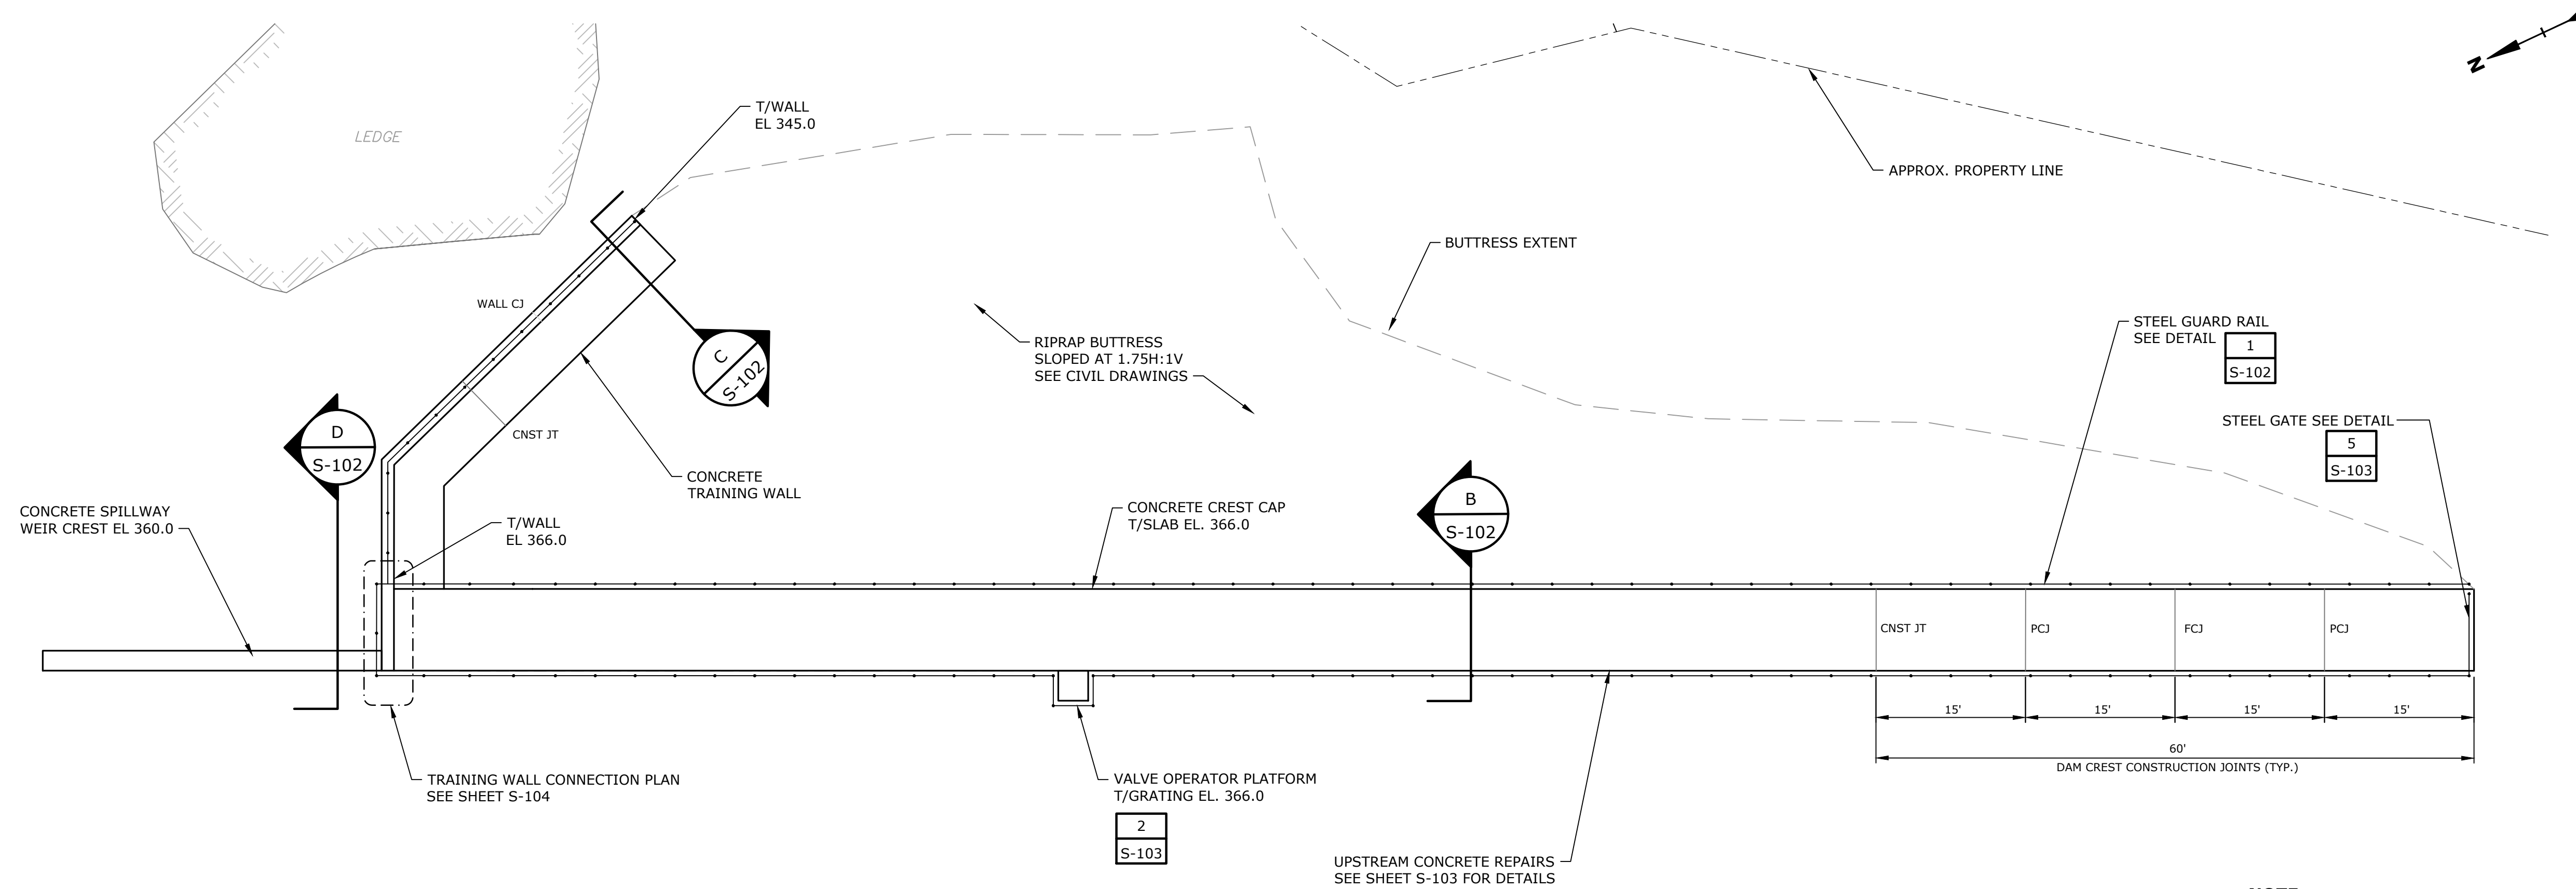 N
T/WALL
EL 345.0
LEDGE
APPROX. PROPERTY LINE
BUTTRESS EXTENT
WALL CJ
STEEL GUARD RAIL
SEE DETAIL
1
S-102
RIPRAP BUTTRESS
SLOPED AT 1.75H:1V
SEE CIVIL DRAWINGS
C
S-102
STEEL GATE SEE DETAIL
5
S-103
D
S-102
CNST JT
CONCRETE
TRAINING WALL
CONCRETE SPILLWAY
WEIR CREST EL 360.0
T/WALL
EL 366.0
CONCRETE CREST CAP
T/SLAB EL. 366.0
B
S-102
CNST JT
PCJ
FCJ
PCJ
15'
15'
15'
15'
60'
DAM CREST CONSTRUCTION JOINTS (TYP.)
TRAINING WALL CONNECTION PLAN
SEE SHEET S-104
VALVE OPERATOR PLATFORM
T/GRATING EL. 366.0
2
S-103
UPSTREAM CONCRETE REPAIRS
SEE SHEET S-103 FOR DETAILS